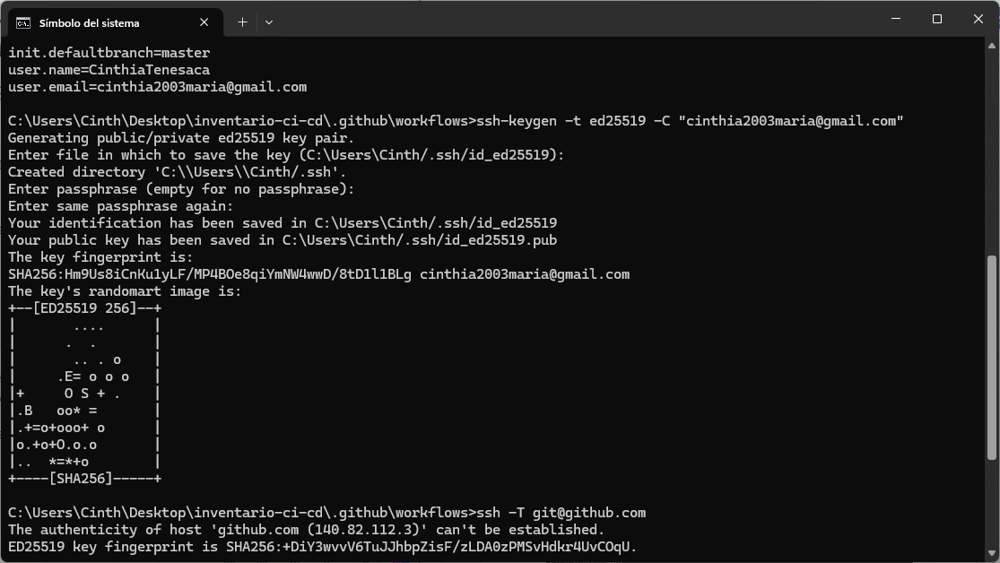 Símbolo del sistema
init.defaultbranch=master
user.name=CinthiaTenesaca
user.email=cinthia2003maria@gmail.com
C:\Users\Cinth\Desktop\inventario-ci-cd\.github\workflows>ssh-keygen -t ed25519 -C "cinthia2003maria@gmail.com"
Generating public/private ed25519 key pair.
Enter file in which to save the key (C:\Users\Cinth/.ssh/id_ed25519):
Created directory 'C:\\Users\\Cinth/.ssh'.
Enter passphrase (empty for no passphrase):
Enter same passphrase again:
Your identification has been saved in C:\Users\Cinth/.ssh/id_ed25519
Your public key has been saved in C:\Users\Cinth/.ssh/id_ed25519.pub
The key fingerprint is:
SHA256:Hm9Us8iCnKu1yLF/MP4BOe8qiYmNW4wwD/8tD1l1BLg cinthia2003maria@gmail.com
The key's randomart image is:
+--[ED25519 256]--+
|       ....      |
|      .  .       |
|       .. . o    |
|     .E= o o o   |
|+     O S + .    |
|.B   oo* =       |
|.+=o+ooo+ o      |
|o.+o+O.o.o       |
|..  *=*+o        |
+----[SHA256]-----+
C:\Users\Cinth\Desktop\inventario-ci-cd\.github\workflows>ssh -T git@github.com
The authenticity of host 'github.com (140.82.112.3)' can't be established.
ED25519 key fingerprint is SHA256:+DiY3wvvV6TuJJhbpZisF/zLDA0zPMSvHdkr4UvCOqU.